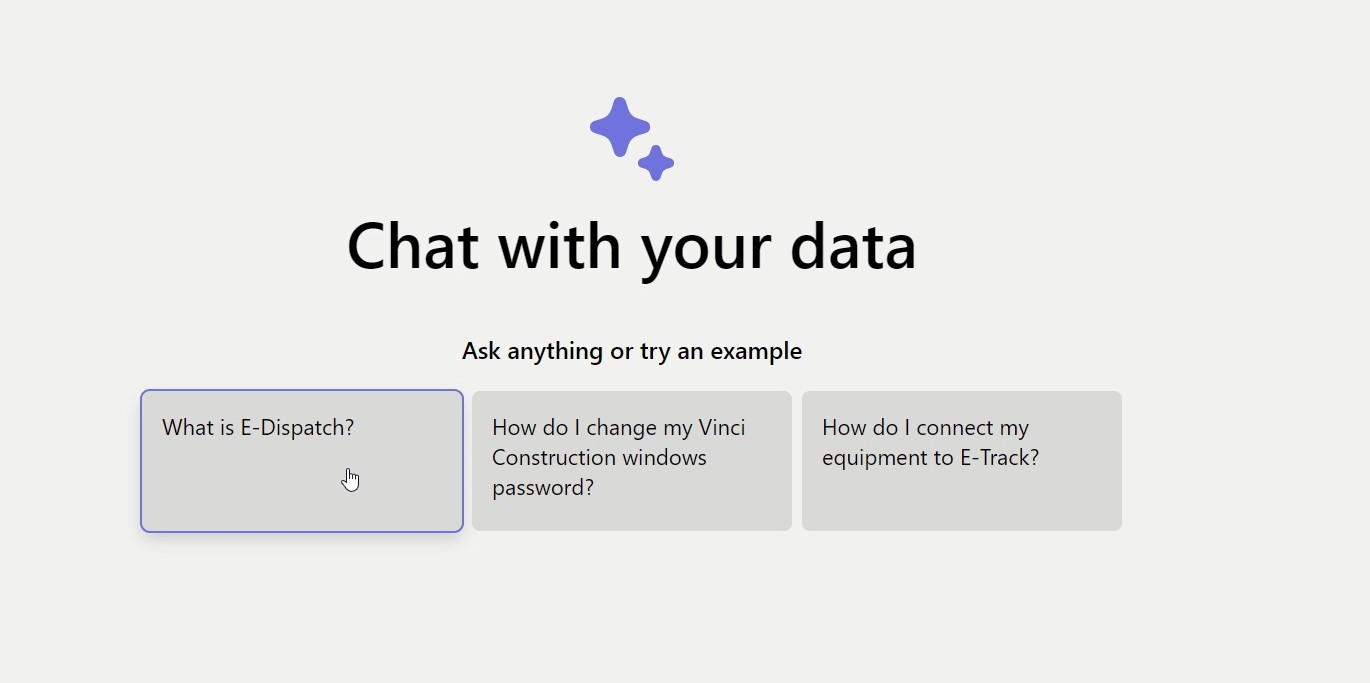 Chat with your data
Ask anything or try an example
What is E-Dispatch?
How do I change my Vinci
Construction windows
password?
How do I connect my
equipment to E-Track?